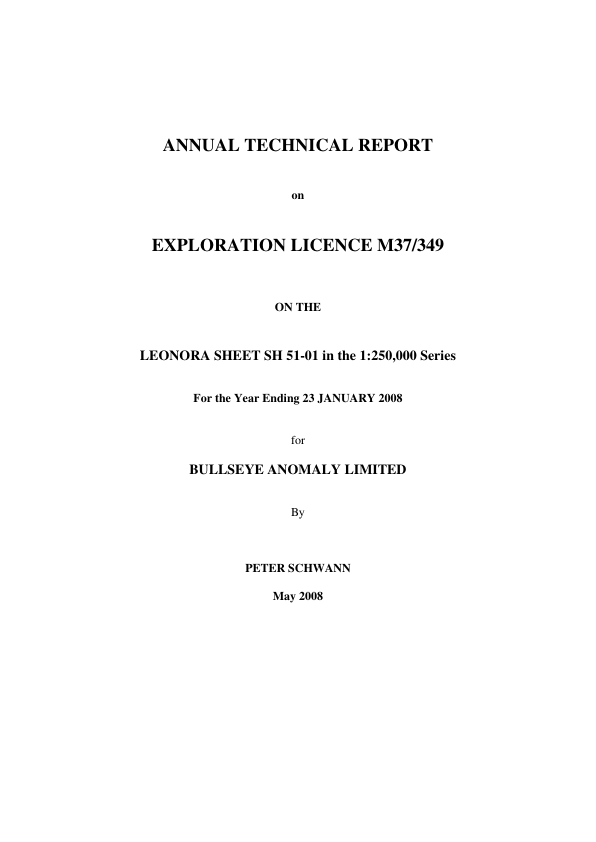 ANNUAL TECHNICAL REPORT
on
EXPLORATION LICENCE M37/349
ON THE
LEONORA SHEET SH 51-01 in the 1:250,000 Series
For the Year Ending 23 JANUARY 2008
for
BULLSEYE ANOMALY LIMITED
By
PETER SCHWANN
May 2008